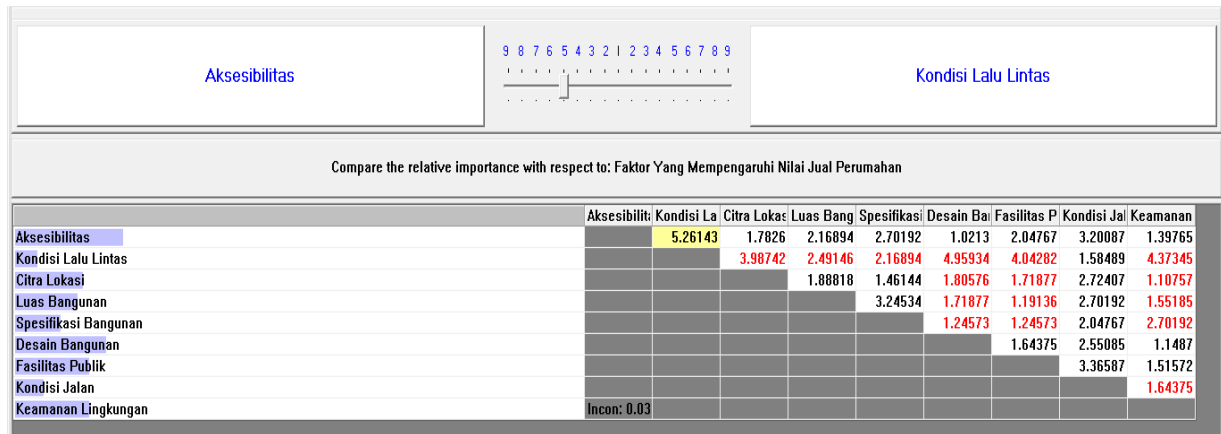 9 8 7 6 5 4 3 2 1 2 3 4 5 6 7 8 9
Aksesibilitas Kondisi Lalu Lintas
Compare the relative importance with respect to: Faktor Yang Mempengaruhi Nilai Jual Perumahan
Aksesibilit Kondisi La Citra Lokas Luas Bang Spesifikasi Desain Ba Fasilitas P Kondisi Jal Keamanan
Aksesibilitas 5.26143 1.7826 2.16894 2.70192 1.0213 2.04767 3.20087 1.39765
Kondisi Lalu Lintas 3.98742 2.49146 2.16894 4.95934 4.04282 1.58489 4.37345
Citra Lokasi 1.88818 1.46144 1.80576 1.71877 2.72407 1.10757
Luas Bangunan 3.24534 1.71877 1.19136 2.70192 1.55185
Spesifikasi Bangunan 1.24573 1.24573 2.04767 2.70192
Desain Bangunan 1.64375 2.55085 1.1487
Fasilitas Publik 3.36587 1.51572
Kondisi Jalan 1.64375
Keamanan Lingkungan Incon: 0.03